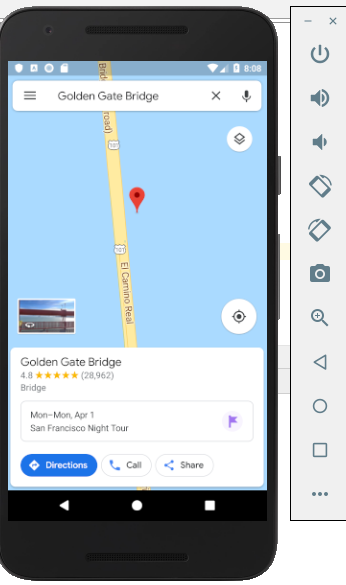 8:08
Golden Gate Bridge
road)
101
101
El Camino Real
Golden Gate Bridge
4.8 ★★★★★ (28,962)
Bridge
Mon–Mon, Apr 1
San Francisco Night Tour
Directions
Call
Share